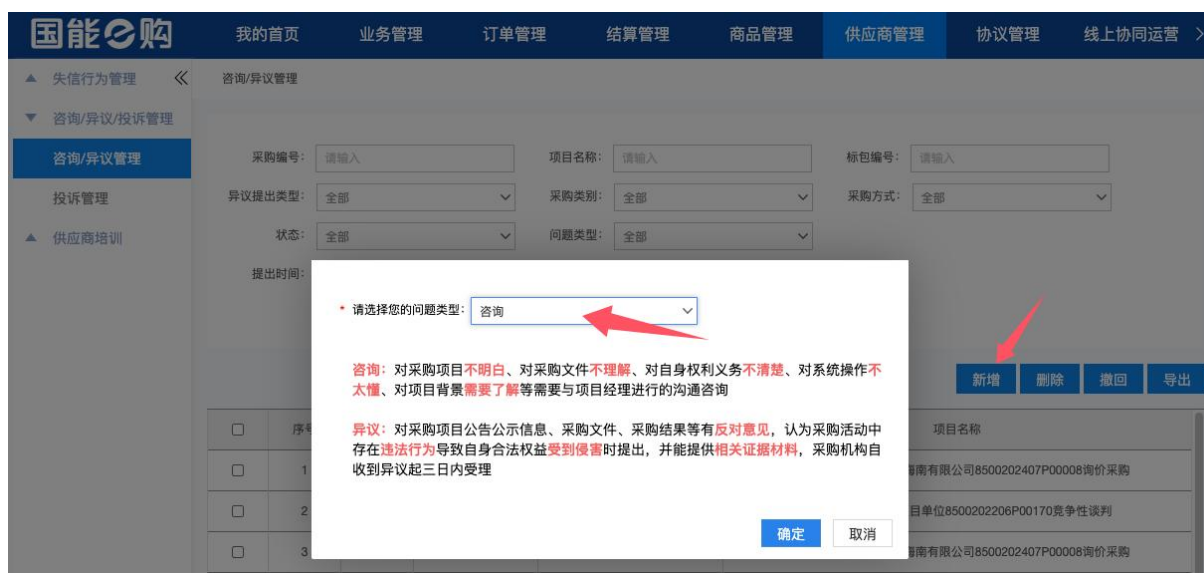 国能e购 我的首页 业务管理 订单管理 结算管理 商品管理 供应商管理 协议管理 线上协同运营
失信行为管理 咨询/异议管理
咨询/异议/投诉管理
咨询/异议管理 采购编号: 请输入 项目名称: 请输入 标包编号: 请输入
投诉管理 异议提出类型: 全部 采购类别: 全部 采购方式: 全部
供应商培训 状态: 全部 问题类型: 全部
提出时间:
* 请选择您的问题类型: 咨询
咨询:对采购项目不明白、对采购文件不理解、对自身权利义务不清楚、对系统操作不
太懂、对项目背景需要了解等需要与项目经理进行的沟通咨询
新增 删除 撤回 导出
异议:对采购项目公告公示信息、采购文件、采购结果等有反对意见,认为采购活动中
存在违法行为导致自身合法权益受到侵害时提出,并能提供相关证据材料,采购机构自
收到异议起三日内受理
序号 项目名称
1 海南有限公司8500202407P00008询价采购
2 目单位8500202206P00170竞争性谈判
确定 取消
3 海南有限公司8500202407P00008询价采购